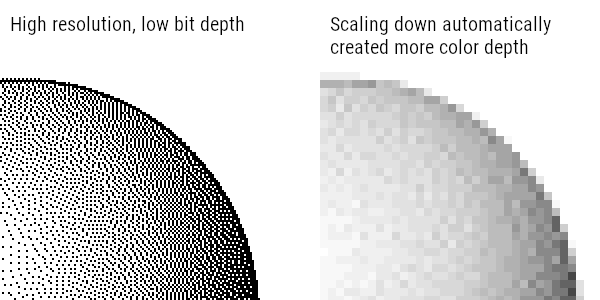 High resolution, low bit depth
Scaling down automatically
created more color depth